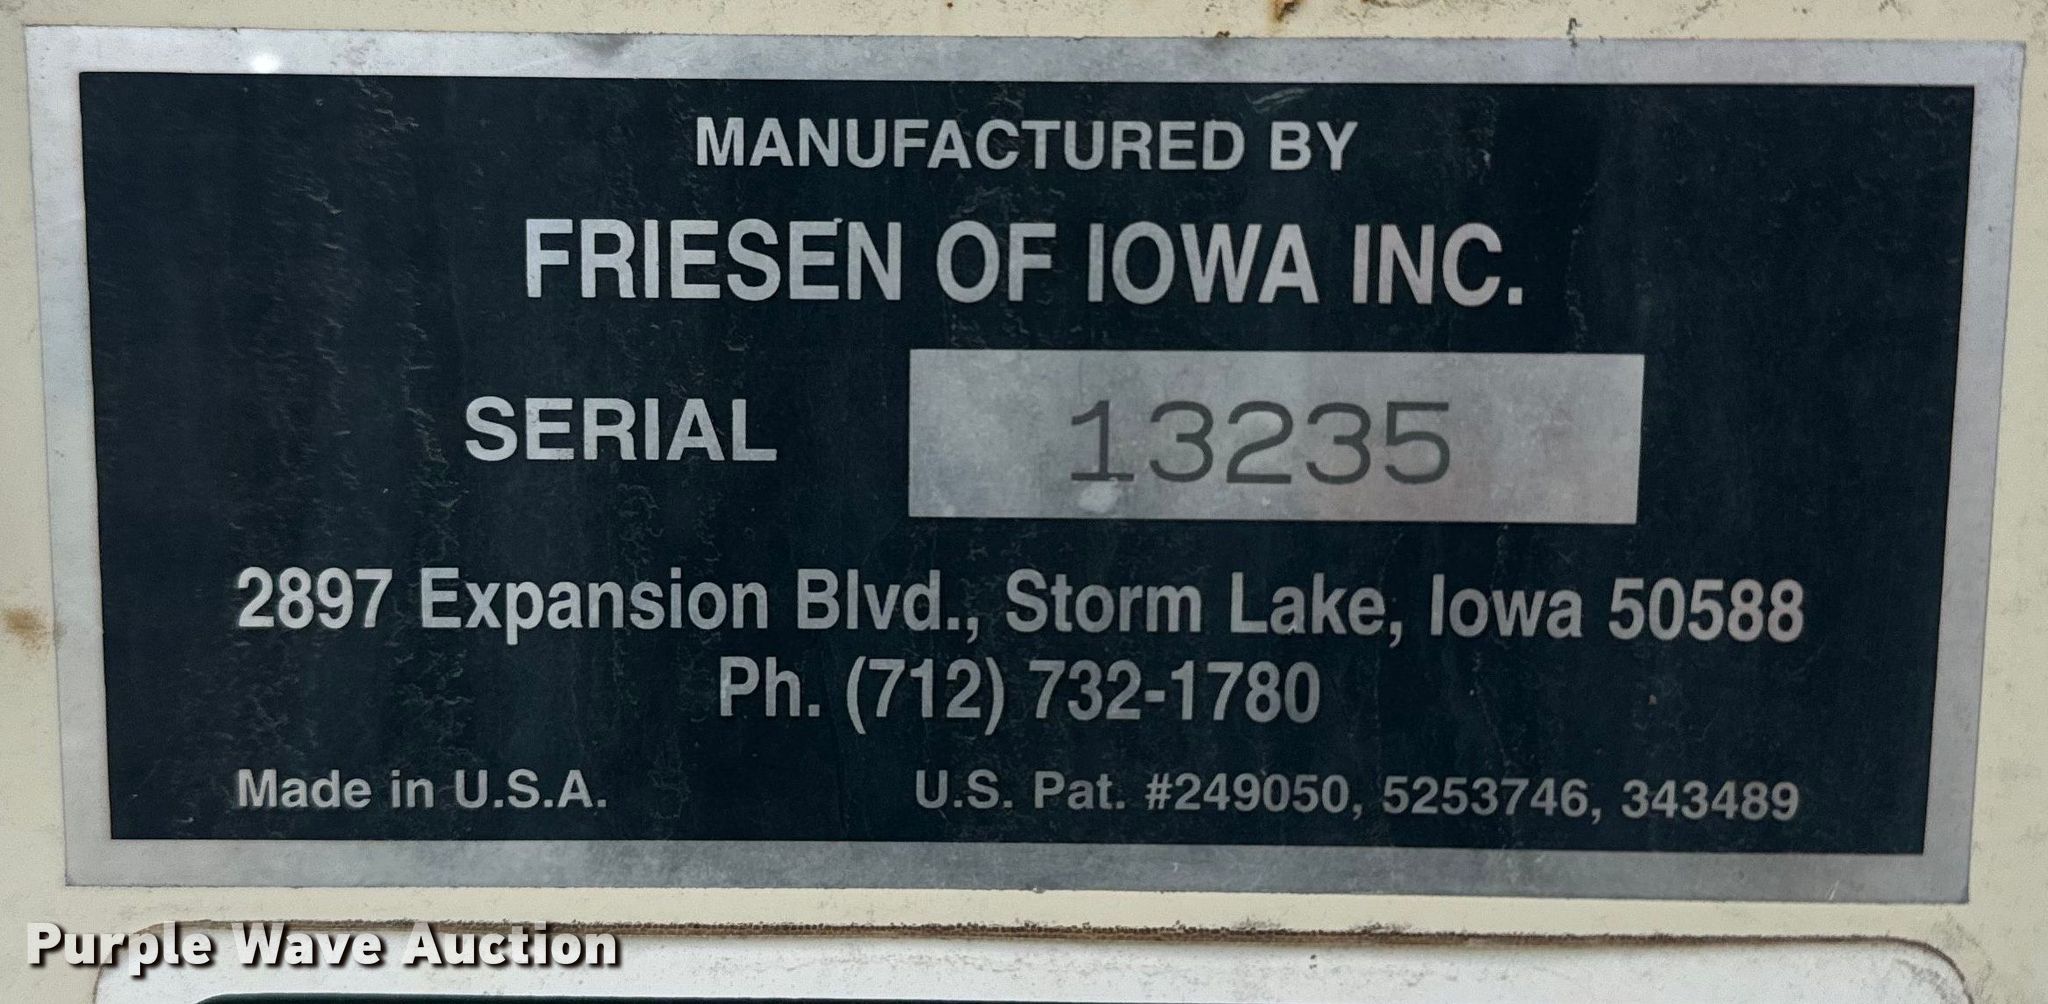 MANUFACTURED BY
FRIESEN OF IOWA INC.
SERIAL 13235
2897 Expansion Blvd., Storm Lake, Iowa 50588
Ph. (712) 732-1780
Made in U.S.A. U.S. Pat. #249050, 5253746, 343489
Purple Wave Auction